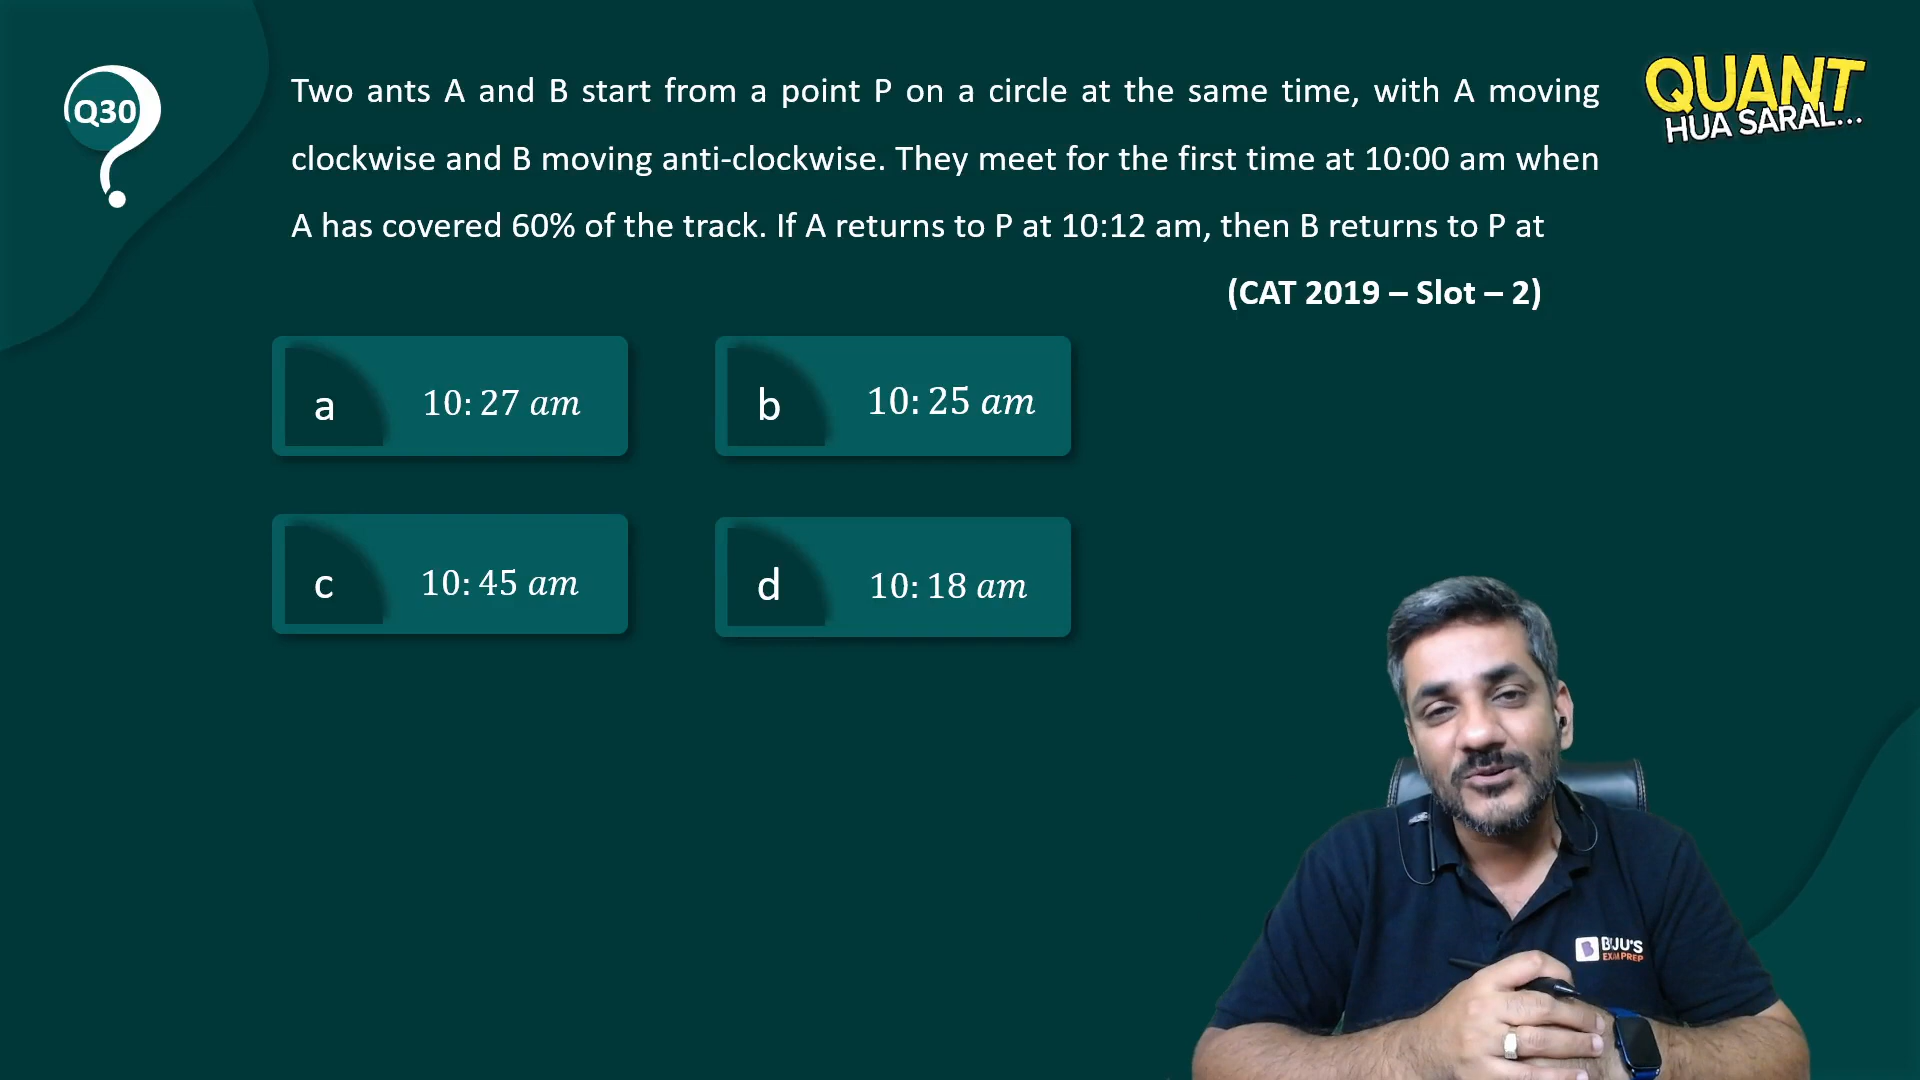 Q30
Two ants A and B start from a point P on a circle at the same time, with A moving
clockwise and B moving anti-clockwise. They meet for the first time at 10:00 am when
A has covered 60% of the track. If A returns to P at 10:12 am, then B returns to P at
(CAT 2019 – Slot – 2)
QUANT
HUA SARAL...
a 10: 27 am
b 10: 25 am
c 10: 45 am
d 10: 18 am
B BYJU'S
EXAM PREP